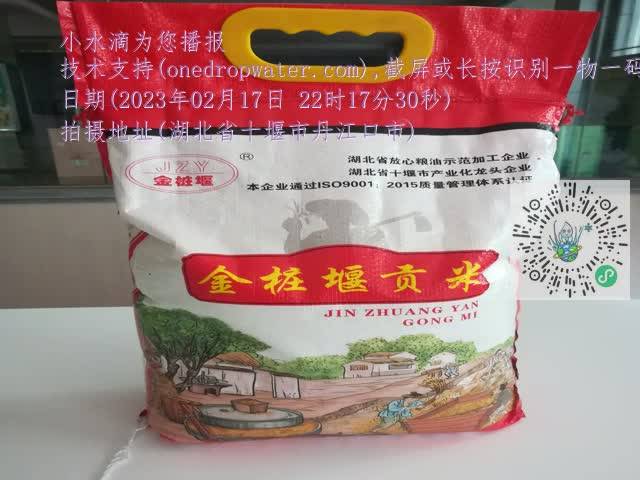 小水滴为您播报
技术支持(onedropwater.com),截屏或长按识别一物一码
日期(2023年02月17日 22时17分30秒)
拍摄地址(湖北省十堰市丹江口市)
JZY
®
金桩堰
湖北省放心粮油示范加工企业
湖北省十堰市产业化龙头企业
本企业通过ISO9001：2015质量管理体系认证
金桩堰贡米
JIN ZHUANG YAN
GONG MI